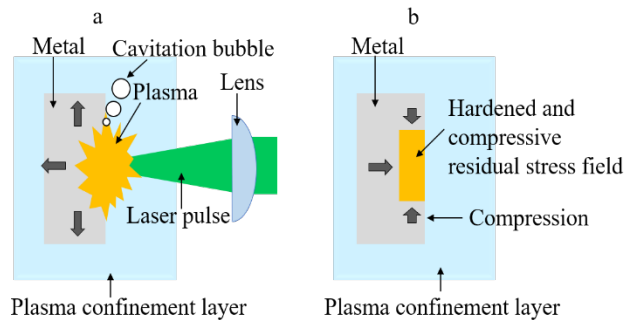 a
Metal
Cavitation bubble
Plasma
Lens
Laser pulse
Plasma confinement layer
b
Metal
Hardened and
compressive
residual stress field
Compression
Plasma confinement layer